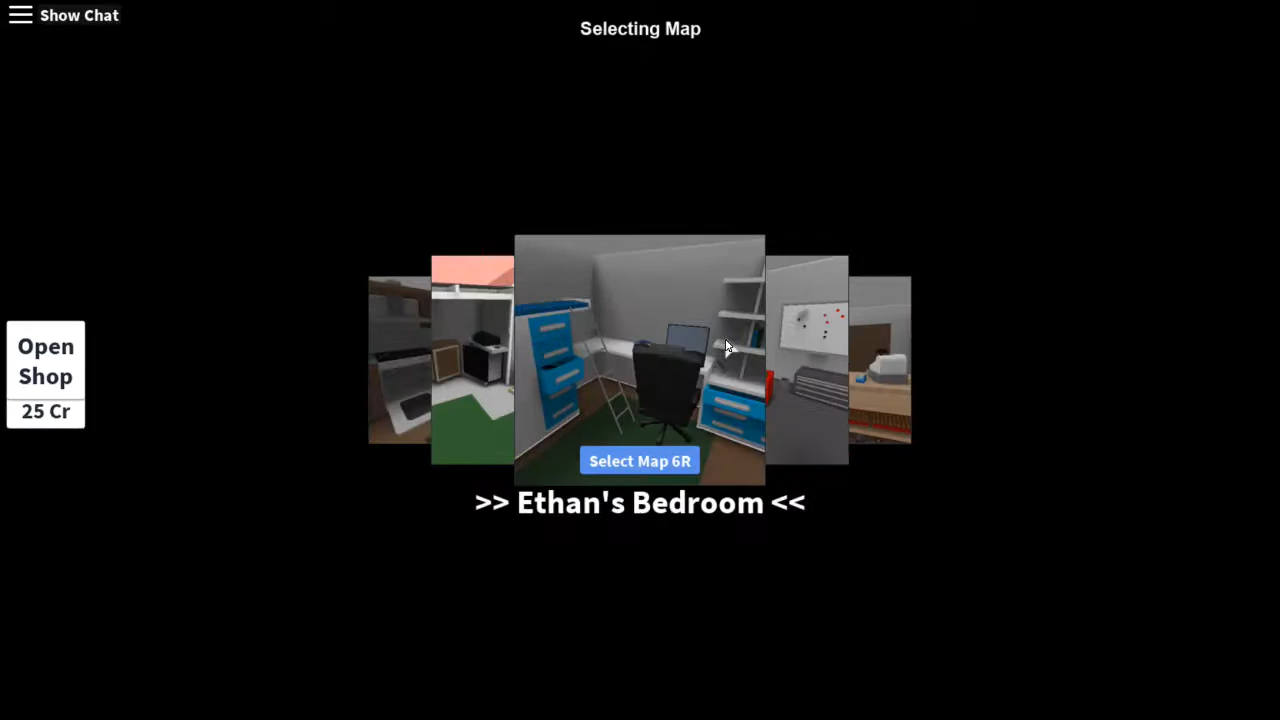 Show Chat
Selecting Map
Open
Shop
25 Cr
Select Map 6R
>> Ethan's Bedroom <<